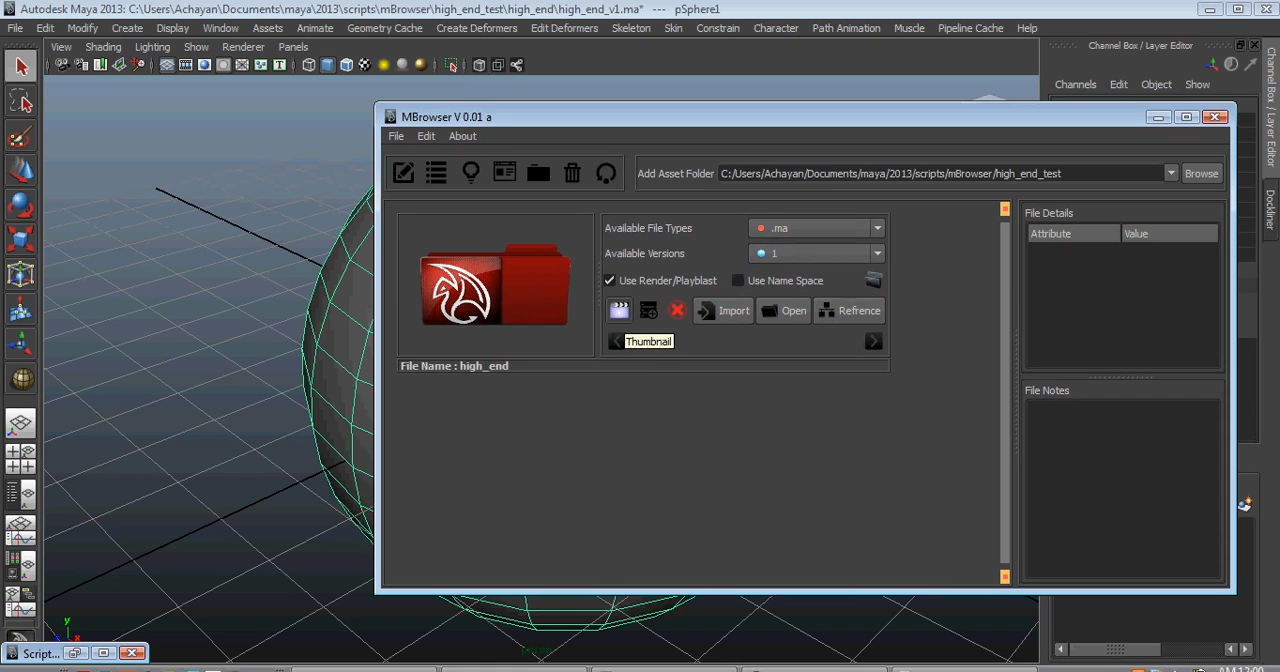 Autodesk Maya 2013: C:\Users\Achayan\Documents\maya\2013\scripts\mBrowser\high_end_test\high_end\high_end_v1.ma* --- pSphere1
File Edit Modify Create Display Window Assets Animate Geometry Cache Create Deformers Edit Deformers Skeleton Skin Constrain Character Path Animation Muscle Pipeline Cache Help
View Shading Lighting Show Renderer Panels
Channel Box / Layer Editor
Channels Edit Object Show
Channel Box / Layer Editor
Dockliner
MBrowser V 0.01 a
File Edit About
Add Asset Folder C:/Users/Achayan/Documents/maya/2013/scripts/mBrowser/high_end_test Browse
Available File Types .ma
Available Versions 1
Use Render/Playblast Use Name Space
Import Open Refrence
Thumbnail
File Name : high_end
File Details
Attribute Value
File Notes
y
x
Script...
AM 12:00